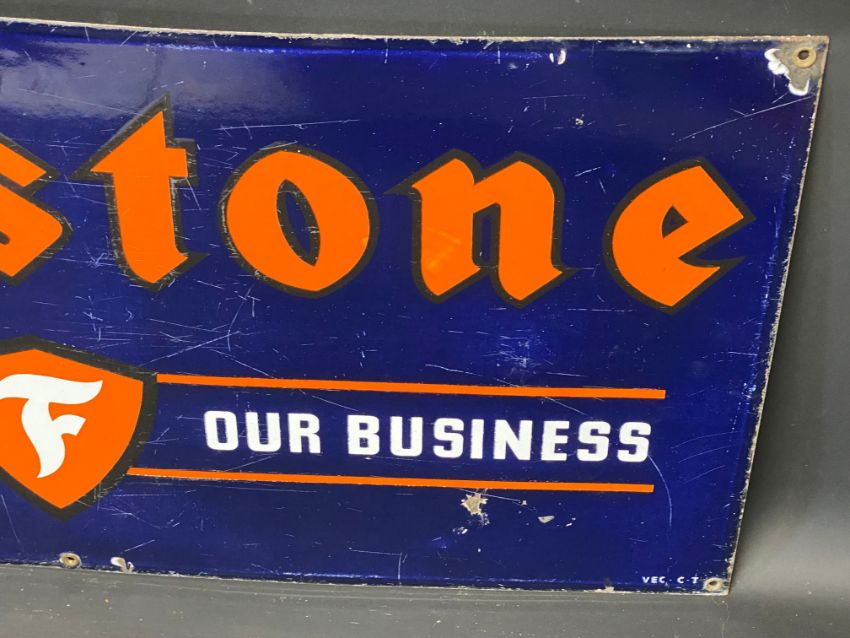 stone
F OUR BUSINESS
VEC. C. T